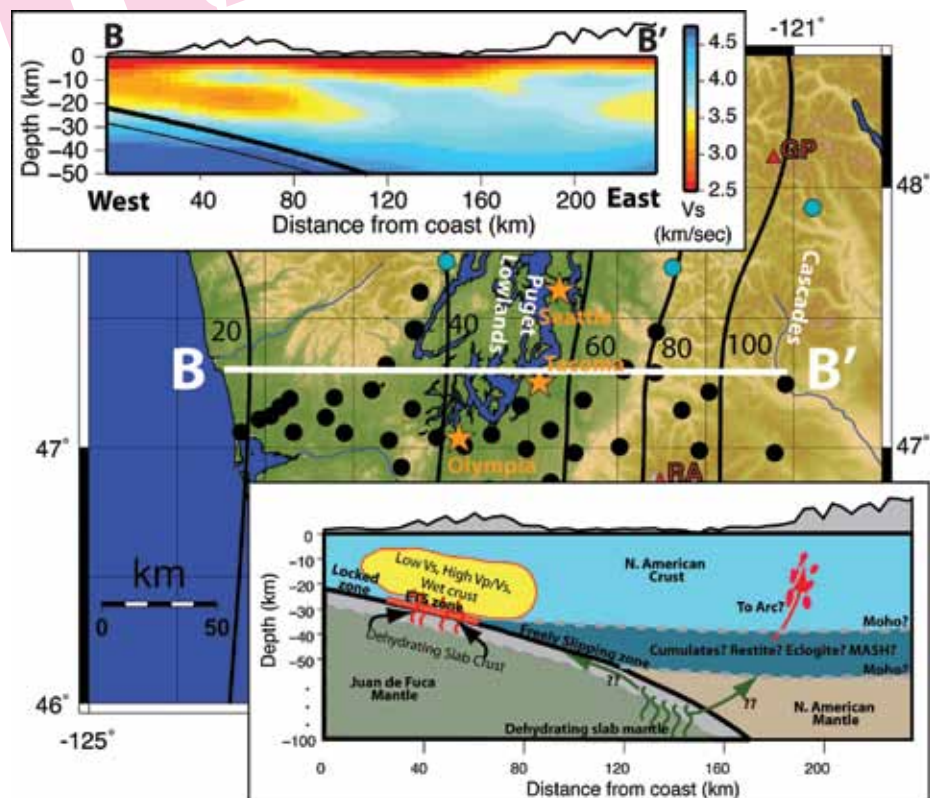 B
B'
-121°
Depth (km)
0
-10
-20
-30
-40
-50
4.5
4.0
3.5
3.0
2.5
West
40
80
120
160
200
East
Distance from coast (km)
Vs
(km/sec)
GP
48
Cascades
Puget
Lowlands
Seattle
20
40
60
80
100
B
B'
Tacoma
47°
47
Olympia
RA
km
0
50
46°
-125°
Depth (km)
0
-10
-20
-30
-40
-50
-100
Low Vs, High Vp/Vs,
Wet crust
Locked
zone
ETS zone
N. American
Crust
To Arc?
Moho?
Dehydrating Slab Crust
Freely Slipping zone
Cumulates? Restite? Eclogite? MASH?
Moho?
??
Juan de Fuca
Mantle
??
N. American
Mantle
Dehydrating slab mantle
0
40
80
120
160
200
Distance from coast (km)